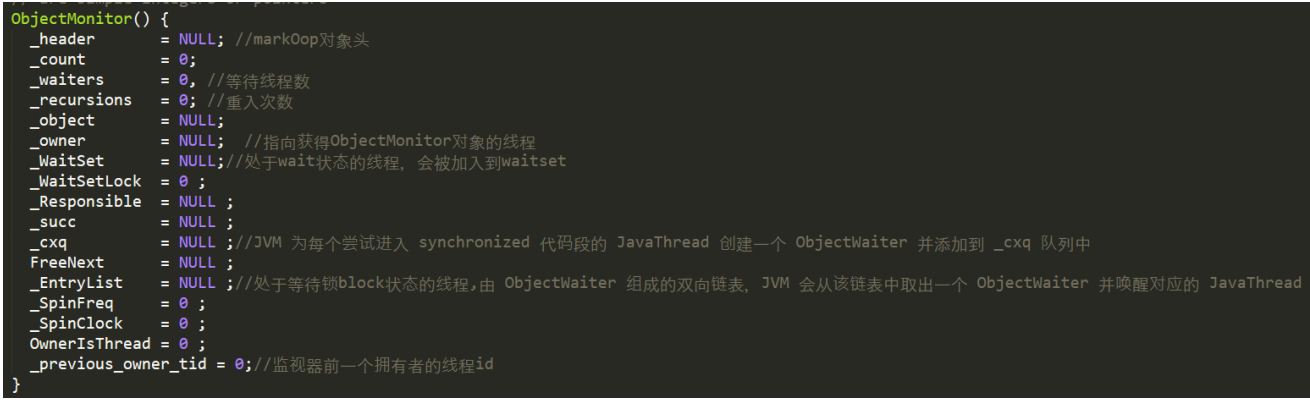 // are simple integers or pointers
ObjectMonitor() {
_header = NULL; //markOop对象头
_count = 0;
_waiters = 0, //等待线程数
_recursions = 0; //重入次数
_object = NULL;
_owner = NULL; //指向获得ObjectMonitor对象的线程
_WaitSet = NULL;//处于wait状态的线程，会被加入到waitset
_WaitSetLock = 0 ;
_Responsible = NULL ;
_succ = NULL ;
_cxq = NULL ;//JVM 为每个尝试进入 synchronized 代码段的 JavaThread 创建一个 ObjectWaiter 并添加到 _cxq 队列中
FreeNext = NULL ;
_EntryList = NULL ;//处于等待锁block状态的线程,由 ObjectWaiter 组成的双向链表，JVM 会从该链表中取出一个 ObjectWaiter 并唤醒对应的 JavaThread
_SpinFreq = 0 ;
_SpinClock = 0 ;
OwnerIsThread = 0 ;
_previous_owner_tid = 0;//监视器前一个拥有者的线程id
}